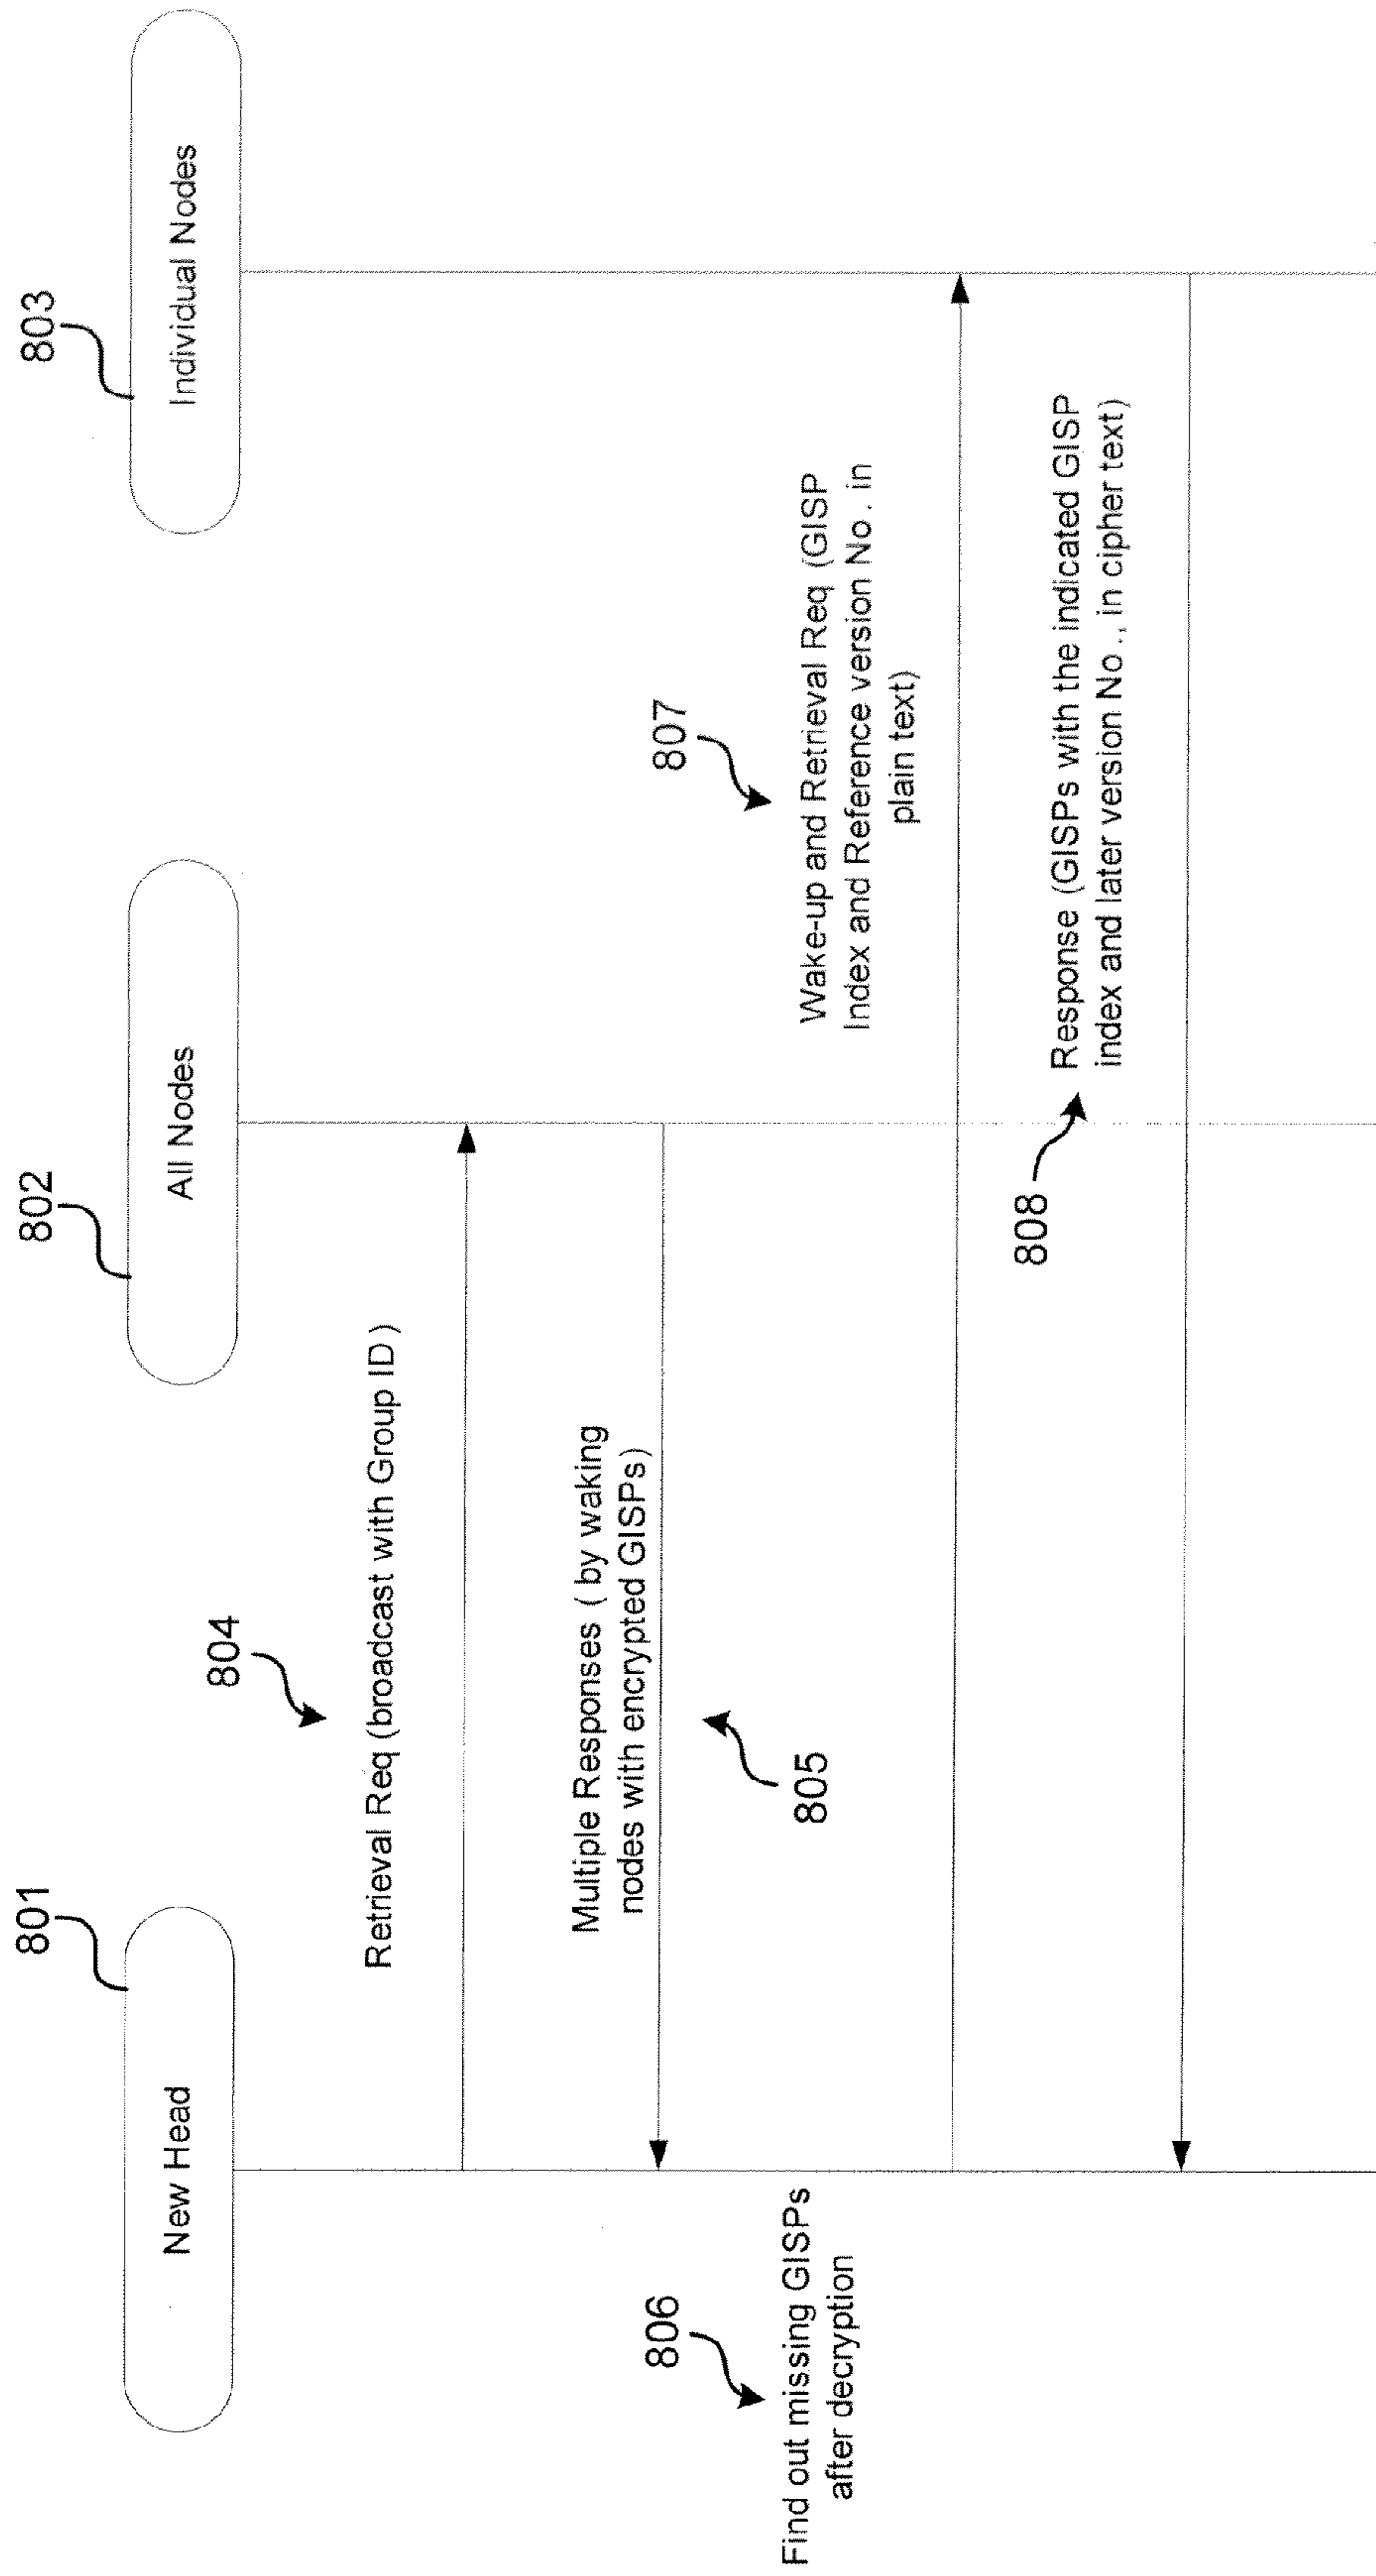 801
New Head
802
All Nodes
803
Individual Nodes
804
Retrieval Req (broadcast with Group ID)
Multiple Responses ( by waking
nodes with encrypted GISPs)
805
806
Find out missing GISPs
after decryption
807
Wake-up and Retrieval Req (GISP
Index and Reference version No. in
plain text)
808
Response (GISPs with the indicated GISP
index and later version No., in cipher text)